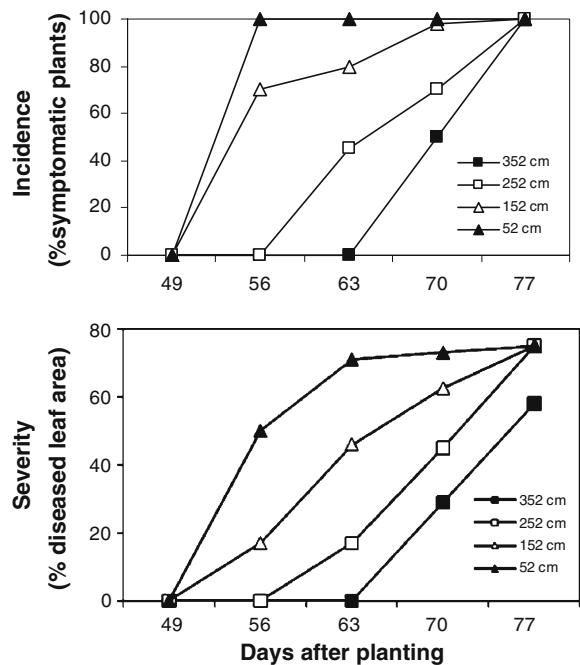 Incidence
(%symptomatic plants)
100
80
60
40
20
0
352 cm
252 cm
152 cm
52 cm
49 56 63 70 77
Severity
(% diseased leaf area)
80
60
40
20
0
352 cm
252 cm
152 cm
52 cm
49 56 63 70 77
Days after planting